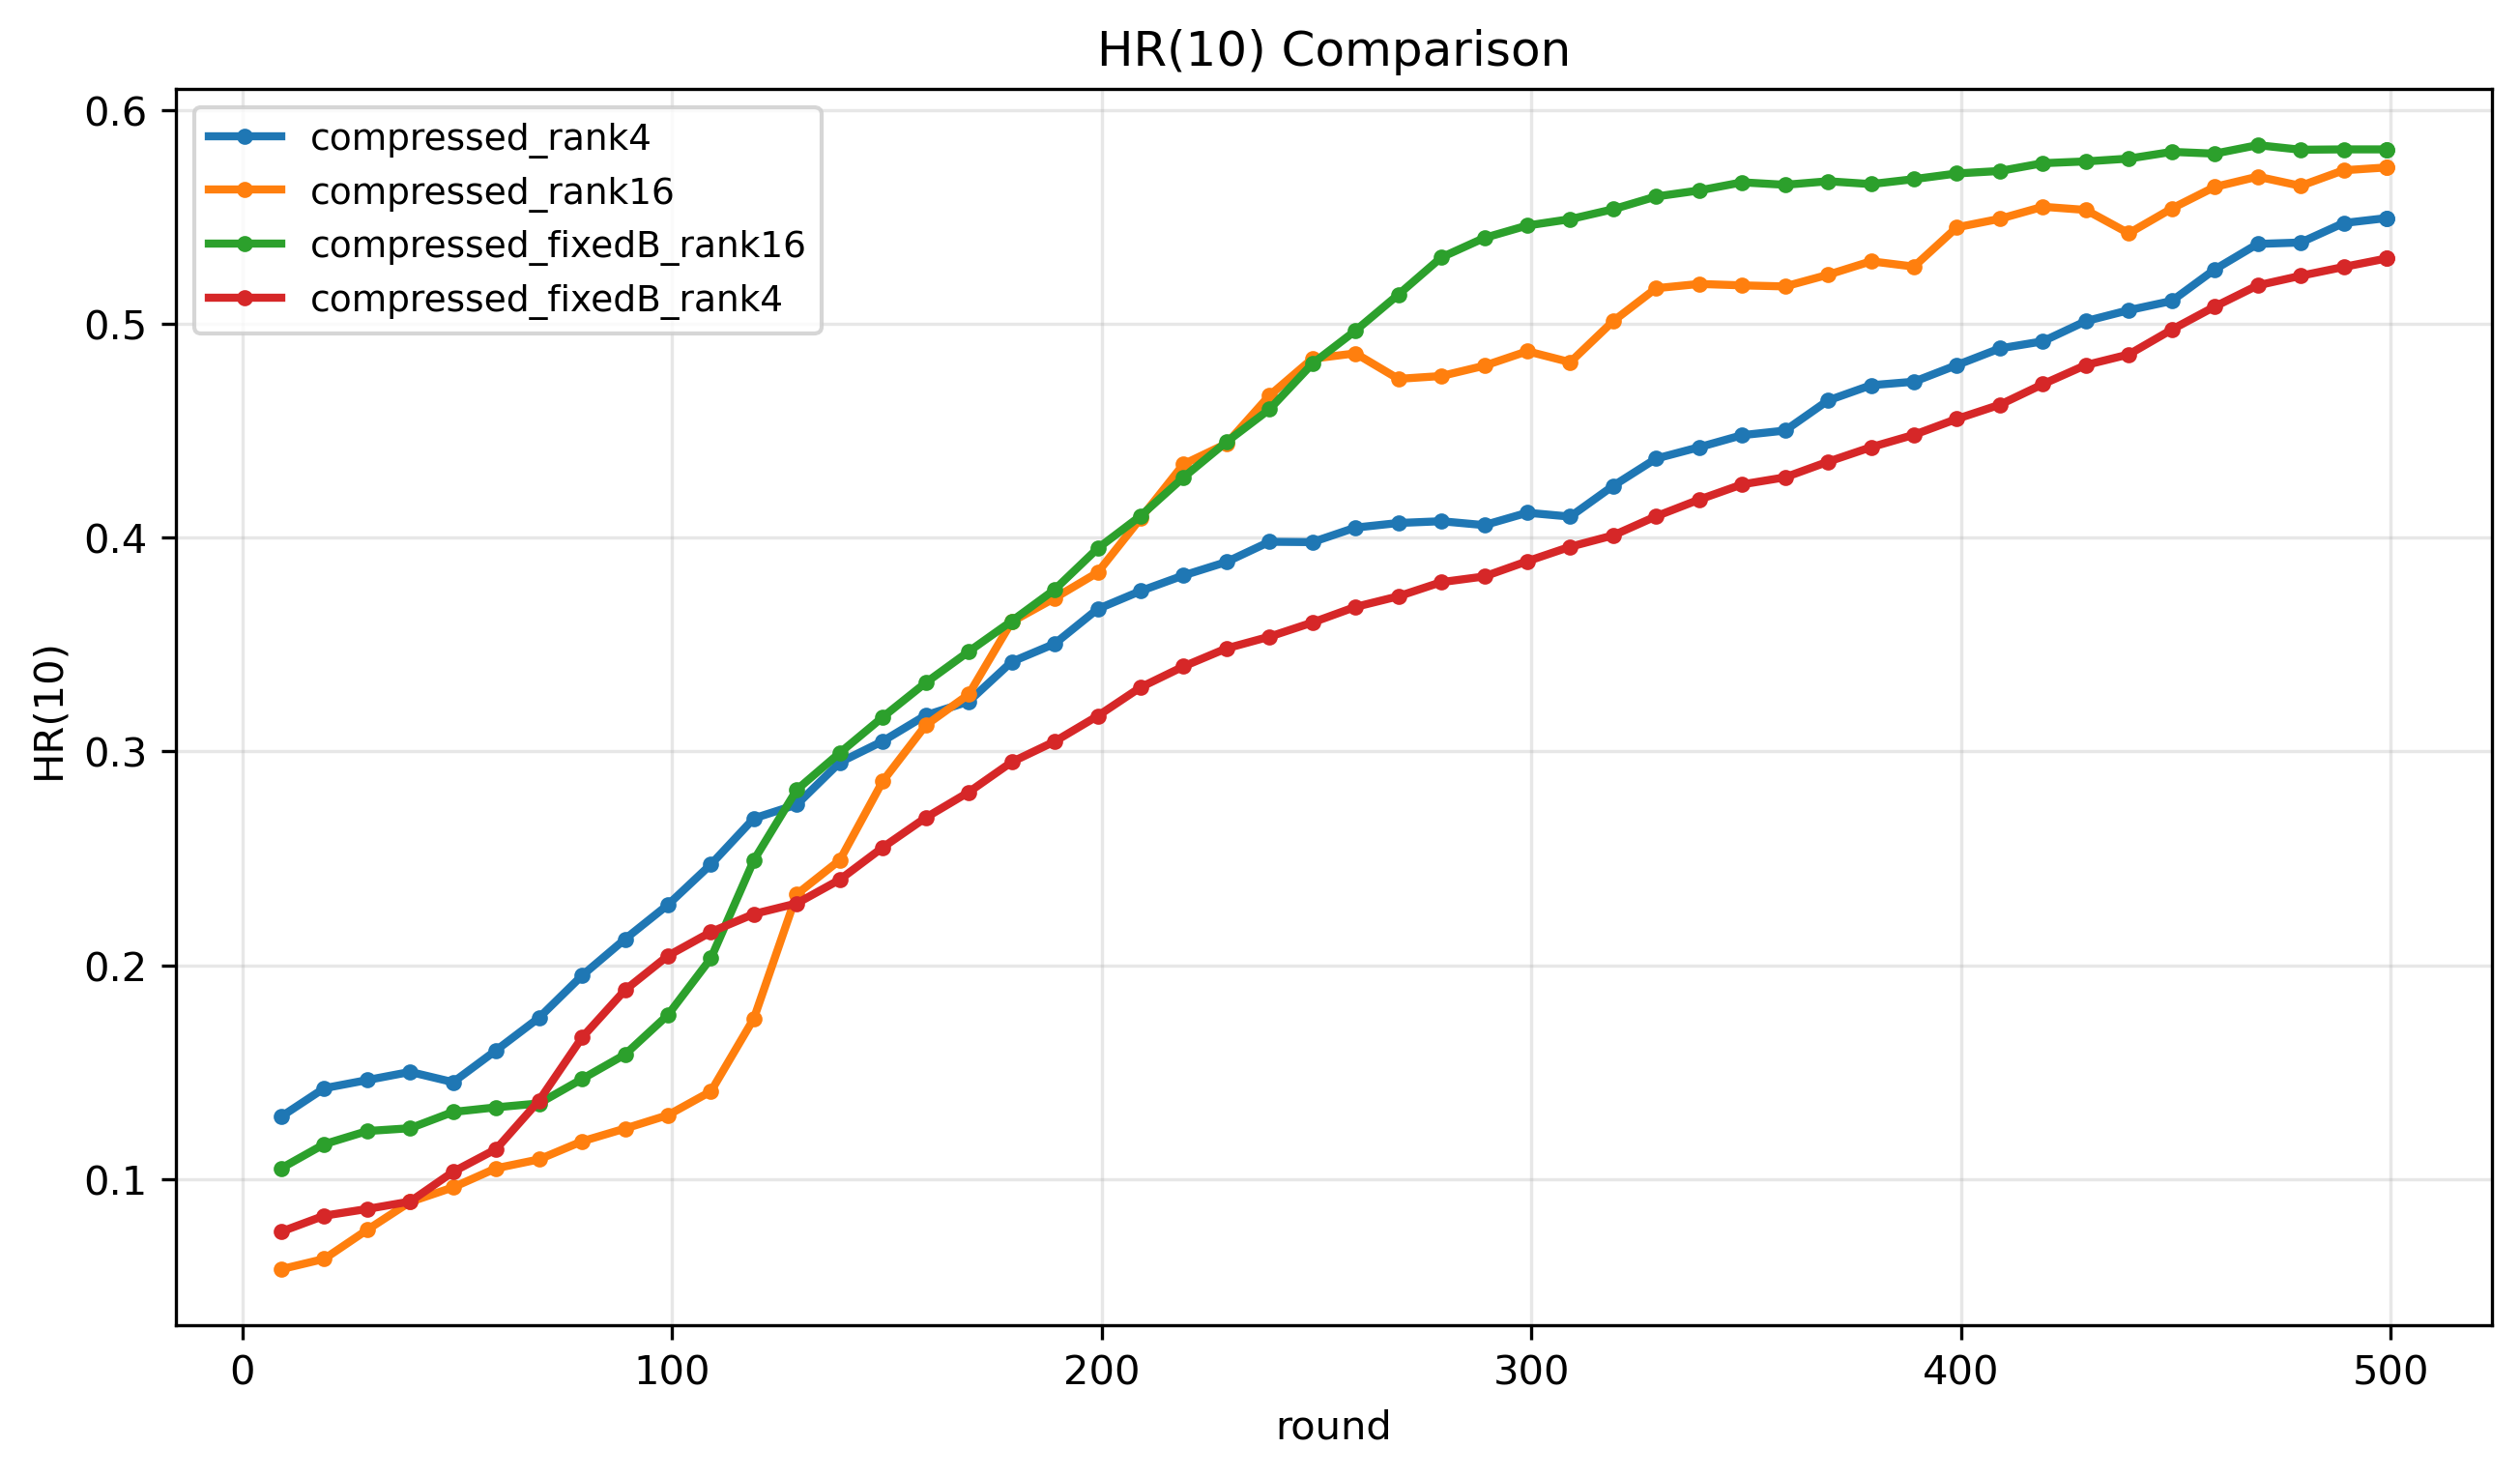 HR(10) Comparison
0.6
0.5
0.4
0.3
0.2
0.1
HR(10)
compressed_rank4
compressed_rank16
compressed_fixedB_rank16
compressed_fixedB_rank4
0 100 200 300 400 500
round